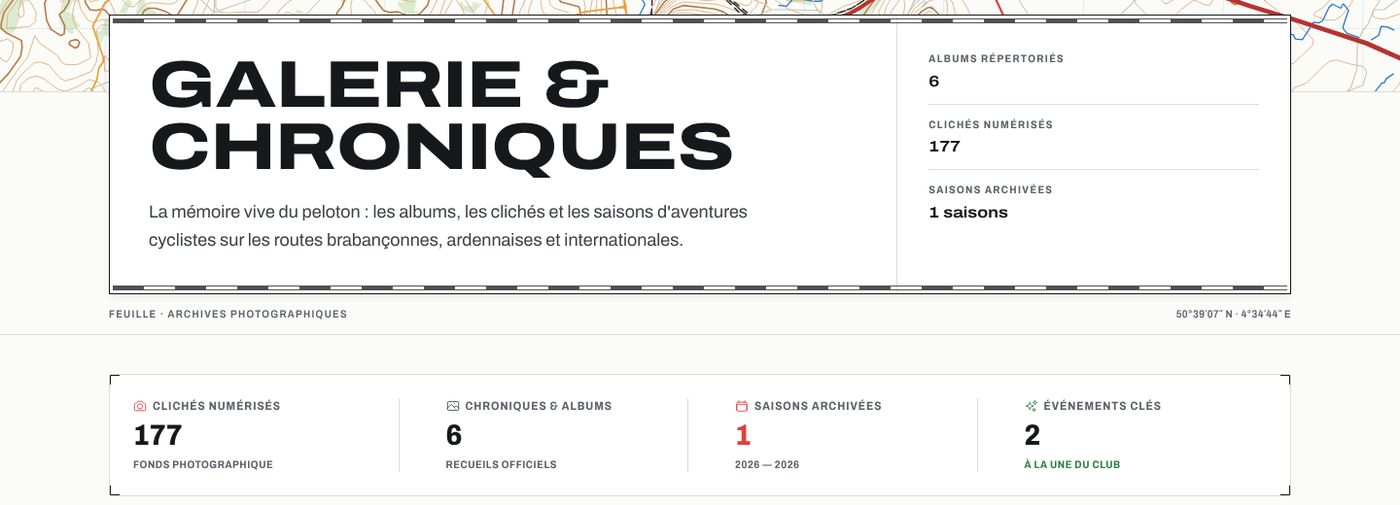 GALERIE &
CHRONIQUES
La mémoire vive du peloton : les albums, les clichés et les saisons d'aventures
cyclistes sur les routes brabançonnes, ardennaises et internationales.
ALBUMS RÉPERTORIÉS
6
CLICHÉS NUMÉRISÉS
177
SAISONS ARCHIVÉES
1 saisons
FEUILLE · ARCHIVES PHOTOGRAPHIQUES
50°39′07″ N · 4°34′44″ E
CLICHÉS NUMÉRISÉS
177
FONDS PHOTOGRAPHIQUE
CHRONIQUES & ALBUMS
6
RECUEILS OFFICIELS
SAISONS ARCHIVÉES
1
2026 — 2026
ÉVÉNEMENTS CLÉS
2
À LA UNE DU CLUB